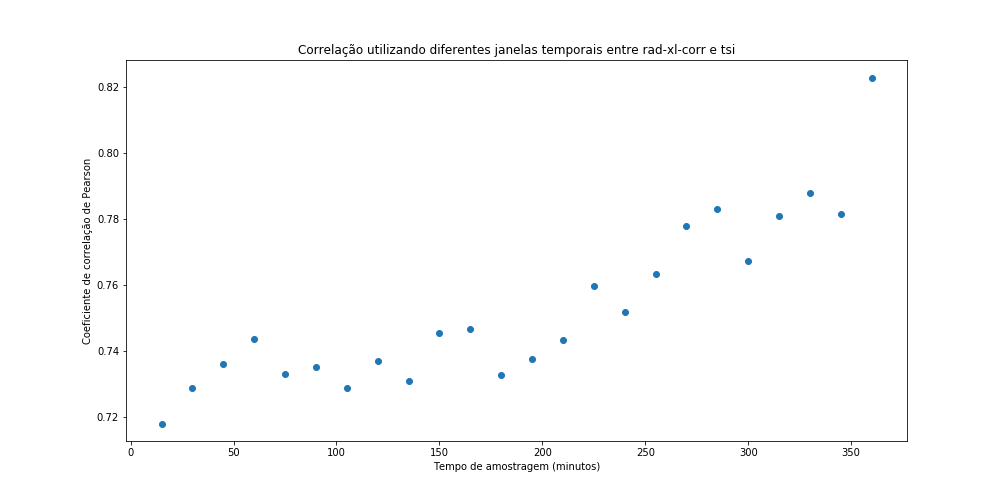 Correlação utilizando diferentes janelas temporais entre rad-xl-corr e tsi
Coeficiente de correlação de Pearson
0.82
0.80
0.78
0.76
0.74
0.72
0 50 100 150 200 250 300 350
Tempo de amostragem (minutos)